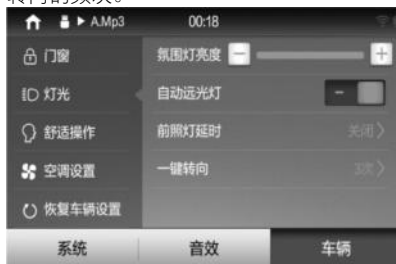 A.Mp3 00:18
门窗
灯光
舒适操作
空调设置
恢复车辆设置
氛围灯亮度
自动远光灯
前照灯延时 关闭
一键转向 3次
系统 音效 车辆